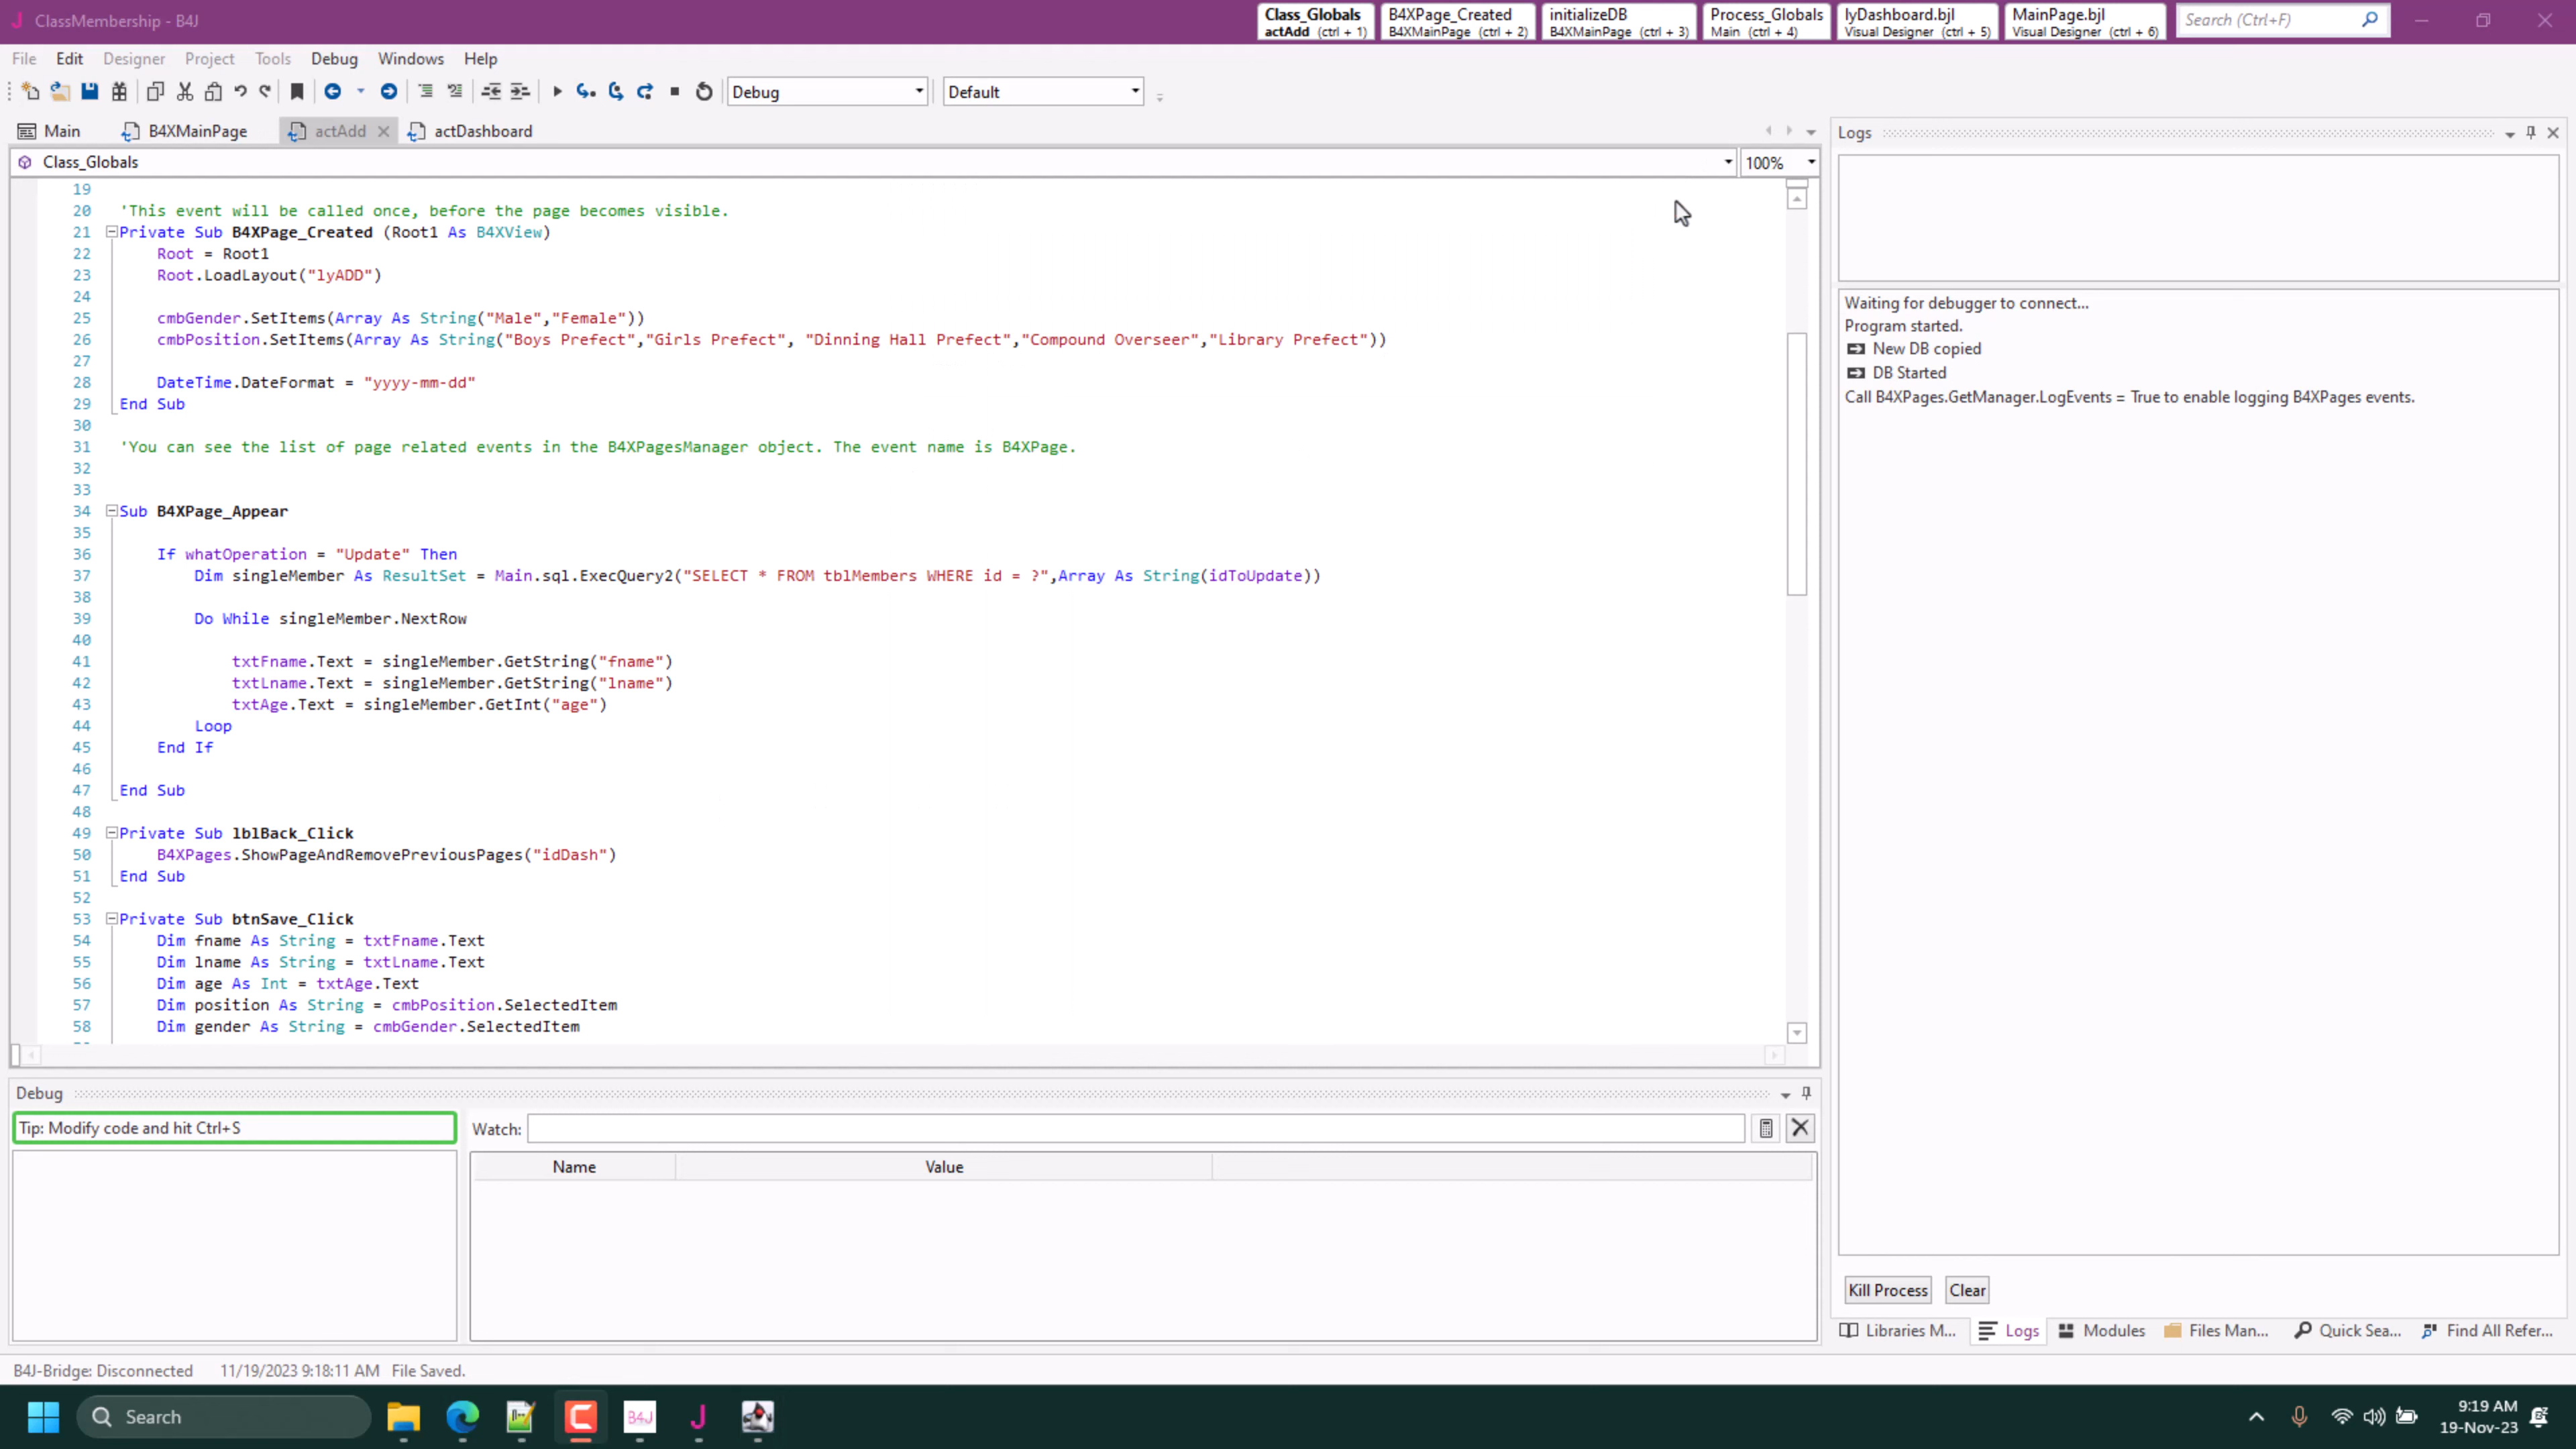 ClassMembership - B4J
Class_Globals
actAdd (ctrl + 1)
B4XPage_Created
B4XMainPage (ctrl + 2)
initializeDB
B4XMainPage (ctrl + 3)
Process_Globals
Main (ctrl + 4)
lyDashboard.bjl
Visual Designer (ctrl + 5)
MainPage.bjl
Visual Designer (ctrl + 6)
Search (Ctrl+F)
File Edit Designer Project Tools Debug Windows Help
Debug
Default
Main
B4XMainPage
actAdd
actDashboard
Class_Globals
100%
19
20 'This event will be called once, before the page becomes visible.
21 Private Sub B4XPage_Created (Root1 As B4XView)
22 Root = Root1
23 Root.LoadLayout("lyADD")
24
25 cmbGender.SetItems(Array As String("Male","Female"))
26 cmbPosition.SetItems(Array As String("Boys Prefect","Girls Prefect", "Dinning Hall Prefect","Compound Overseer","Library Prefect"))
27
28 DateTime.DateFormat = "yyyy-mm-dd"
29 End Sub
30
31 'You can see the list of page related events in the B4XPagesManager object. The event name is B4XPage.
32
33
34 Sub B4XPage_Appear
35
36 If whatOperation = "Update" Then
37 Dim singleMember As ResultSet = Main.sql.ExecQuery2("SELECT * FROM tblMembers WHERE id = ?",Array As String(idToUpdate))
38
39 Do While singleMember.NextRow
40
41 txtFname.Text = singleMember.GetString("fname")
42 txtLname.Text = singleMember.GetString("lname")
43 txtAge.Text = singleMember.GetInt("age")
44 Loop
45 End If
46
47 End Sub
48
49 Private Sub lblBack_Click
50 B4XPages.ShowPageAndRemovePreviousPages("idDash")
51 End Sub
52
53 Private Sub btnSave_Click
54 Dim fname As String = txtFname.Text
55 Dim lname As String = txtLname.Text
56 Dim age As Int = txtAge.Text
57 Dim position As String = cmbPosition.SelectedItem
58 Dim gender As String = cmbGender.SelectedItem
Logs
Waiting for debugger to connect...
Program started.
New DB copied
DB Started
Call B4XPages.GetManager.LogEvents = True to enable logging B4XPages events.
Kill Process
Clear
Libraries M...
Logs
Modules
Files Man...
Quick Sea...
Find All Refer...
Debug
Tip: Modify code and hit Ctrl+S
Watch:
Name
Value
B4J-Bridge: Disconnected 11/19/2023 9:18:11 AM File Saved.
Search
B4J
9:19 AM
19-Nov-23